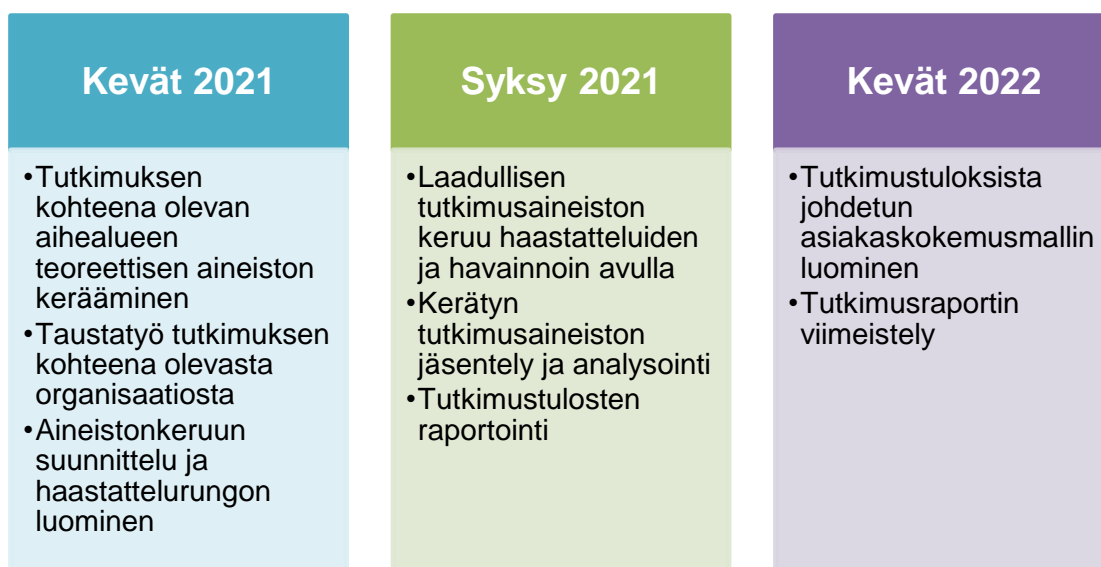 Kevät 2021
•Tutkimuksen
kohteena olevan
aihealueen
teoreettisen aineiston
kerääminen
•Taustatyö tutkimuksen
kohteena olevasta
organisaatiosta
•Aineistonkeruun
suunnittelu ja
haastattelurungon
luominen
Syksy 2021
•Laadullisen
tutkimusaineiston
keruu haastatteluiden
ja havainnoin avulla
•Kerätyn
tutkimusaineiston
jäsentely ja analysointi
•Tutkimustulosten
raportointi
Kevät 2022
•Tutkimustuloksista
johdetun
asiakaskokemusmallin
luominen
•Tutkimusraportin
viimeistely